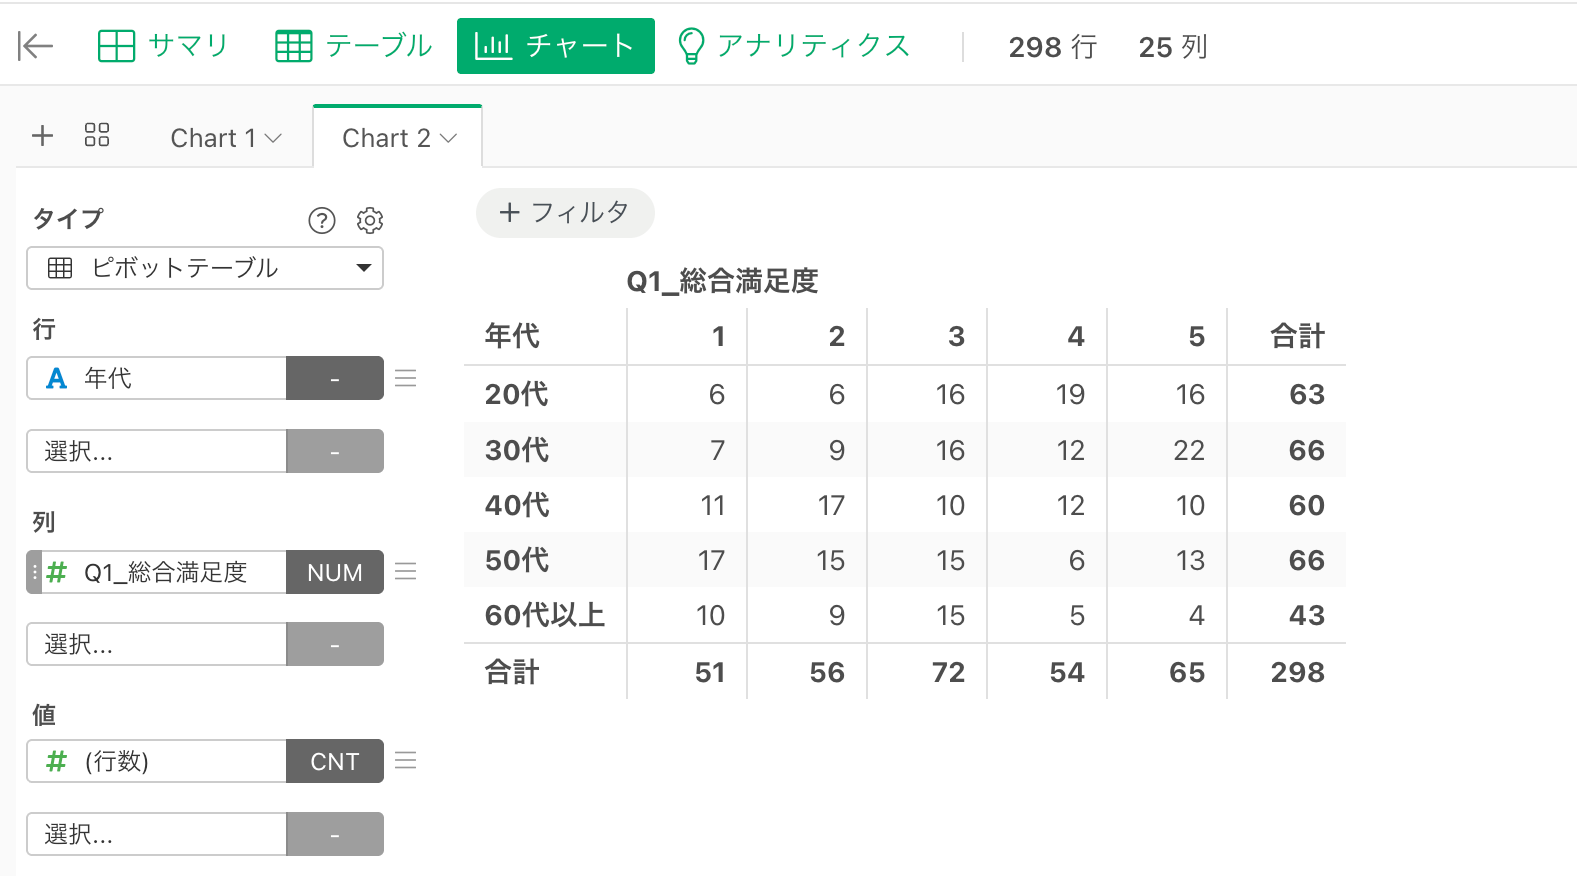 サマリ テーブル チャート アナリティクス 298 行 25 列
Chart 1 Chart 2
タイプ
ピボットテーブル
行
年代 -
選択... -
列
Q1_総合満足度 NUM
選択... -
値
(行数) CNT
選択... -
+ フィルタ
Q1_総合満足度
年代 1 2 3 4 5 合計
20代 6 6 16 19 16 63
30代 7 9 16 12 22 66
40代 11 17 10 12 10 60
50代 17 15 15 6 13 66
60代以上 10 9 15 5 4 43
合計 51 56 72 54 65 298